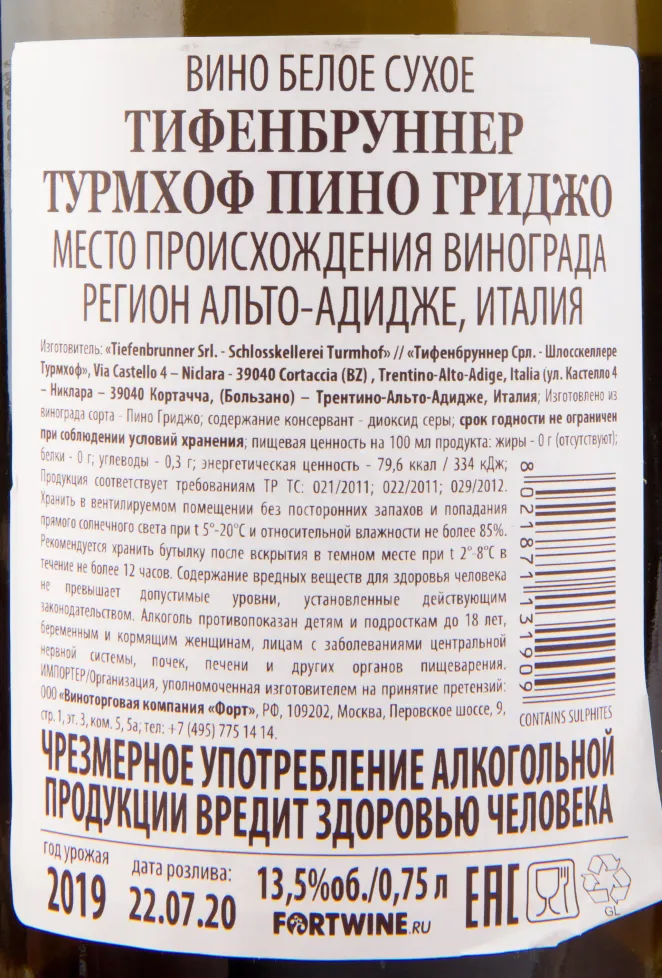 ВИНО БЕЛОЕ СУХОЕ
ТИФЕНБРУННЕР
ТУРМХОФ ПИНО ГРИДЖО
МЕСТО ПРОИСХОЖДЕНИЯ ВИНОГРАДА
РЕГИОН АЛЬТО-АДИДЖЕ, ИТАЛИЯ
Изготовитель: «Tiefenbrunner Srl. - Schlosskellerei Turmhof» // «Тифенбруннер Срл. - Шлосскеллере
Турмхоф», Via Castello 4 – Niclara - 39040 Cortaccia (BZ) , Trentino-Alto-Adige, Italia (ул. Кастелло 4
– Никлара – 39040 Кортачча, (Больzано) – Трентино-Альто-Адидже, Италия; Изготовлено из
винограда сорта - Пино Гриджо; содержание консервант - диоксид серы; срок годности не ограничен
при соблюдении условий хранения; пищевая ценность на 100 мл продукта: жиры - 0 г (отсутствуют);
белки - 0 г; углеводы - 0,3 г; энергетическая ценность - 79,6 ккал / 334 кДж;
Продукция соответствует требованиям ТР ТС: 021/2011; 022/2011; 029/2012.
Хранить в вентилируемом помещении без посторонних запахов и попадания
прямого солнечного света при t 5°-20°С и относительной влажности не более 85%.
Рекомендуется хранить бутылку после вскрытия в темном месте при t 2°-8°С в
течение не более 12 часов. Содержание вредных веществ для здоровья человека
не превышает допустимые уровни, установленные действующим
законодательством. Алкоголь противопоказан детям и подросткам до 18 лет,
беременным и кормящим женщинам, лицам с заболеваниями центральной
нервной системы, почек, печени и других органов пищеварения.
ИМПОРТЕР/Организация, уполномоченная изготовителем на принятие претензий:
ООО «Виноторговая компания «Форт», РФ, 109202, Москва, Перовское шоссе, 9,
стр. 1, эт. 3, ком. 5, 5а; тел: +7 (495) 775 14 14.
8 021871 131909
CONTAINS SULPHITES
ЧРЕЗМЕРНОЕ УПОТРЕБЛЕНИЕ АЛКОГОЛЬНОЙ
ПРОДУКЦИИ ВРЕДИТ ЗДОРОВЬЮ ЧЕЛОВЕКА
год урожая
2019
дата розлива:
22.07.20
13,5%об./0,75 л
FORTWINE.RU
ЕАС
GL